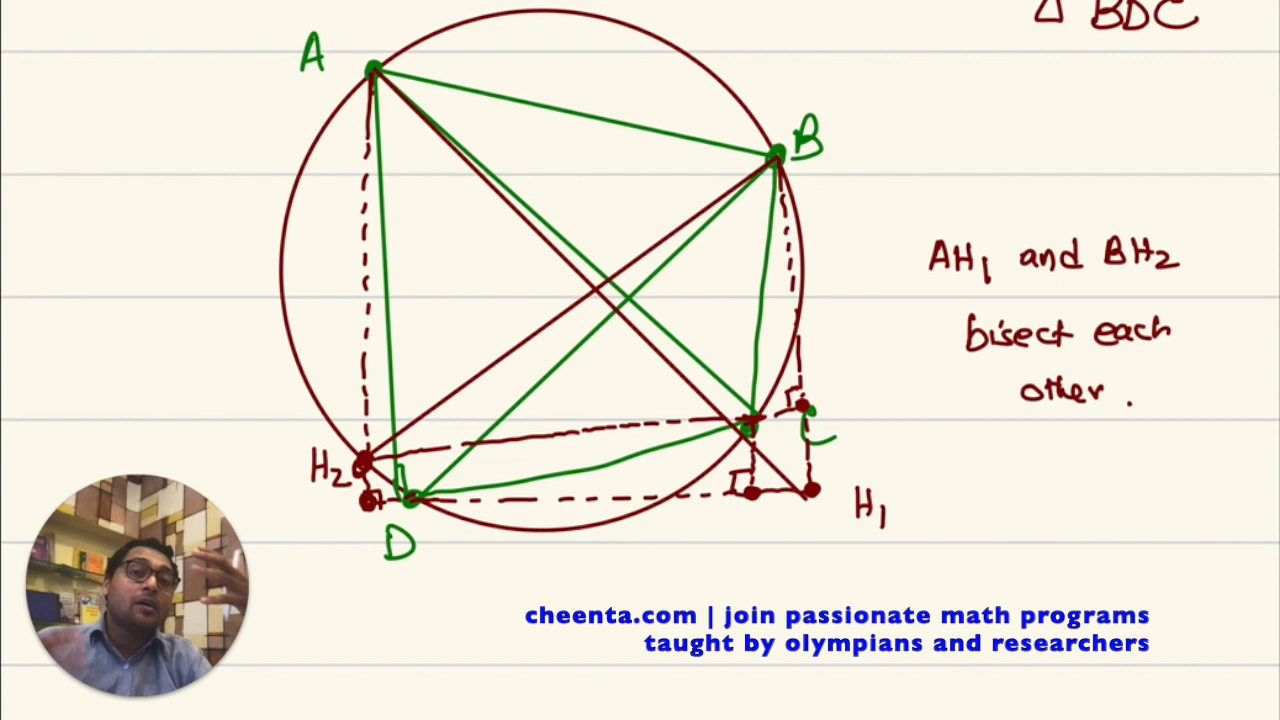 △ BDC
A
B
AH₁ and BH₂
bisect each
other.
C
H₂
H₁
D
cheenta.com | join passionate math programs
taught by olympians and researchers